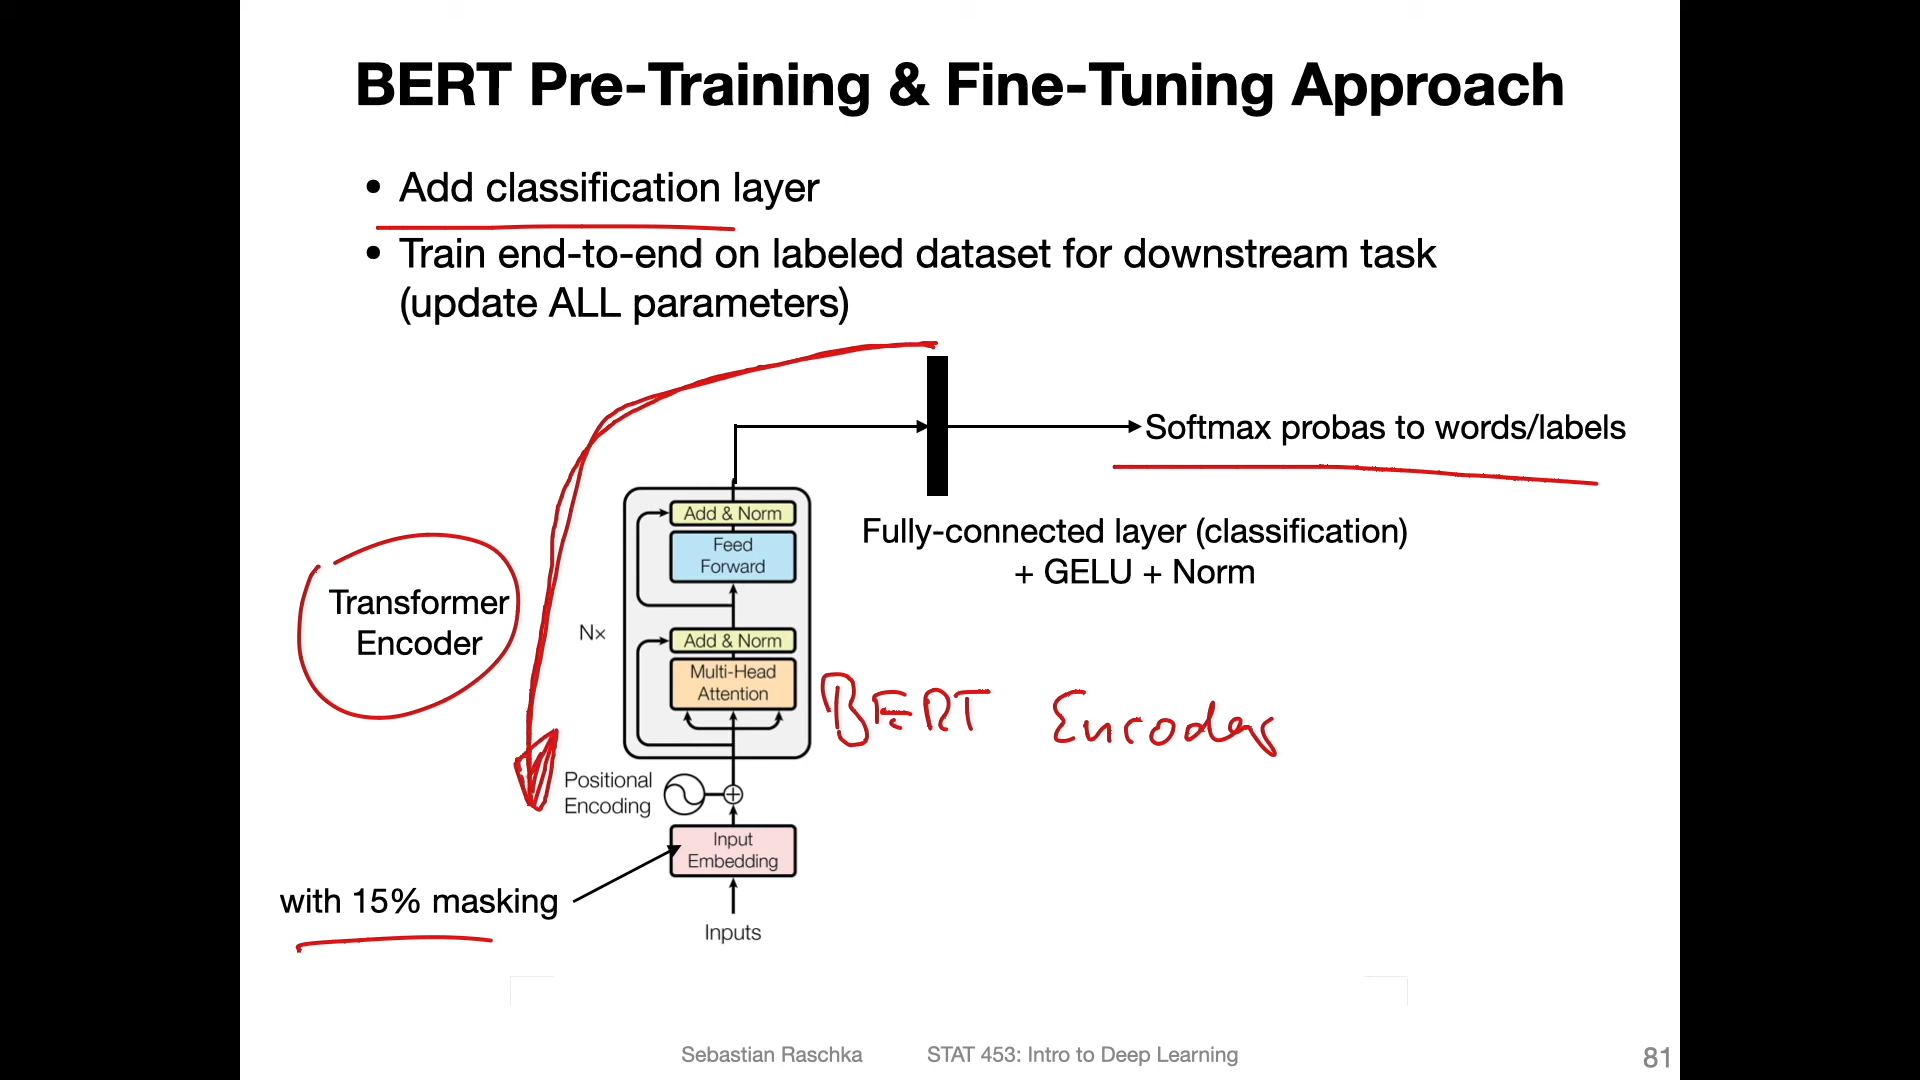 BERT Pre-Training & Fine-Tuning Approach
• Add classification layer
• Train end-to-end on labeled dataset for downstream task
(update ALL parameters)
Softmax probas to words/labels
Fully-connected layer (classification)
+ GELU + Norm
Transformer
Encoder
Nx
Add & Norm
Feed
Forward
Add & Norm
Multi-Head
Attention
BERT Encoder
Positional
Encoding
Input
Embedding
with 15% masking
Inputs
Sebastian Raschka
STAT 453: Intro to Deep Learning
81